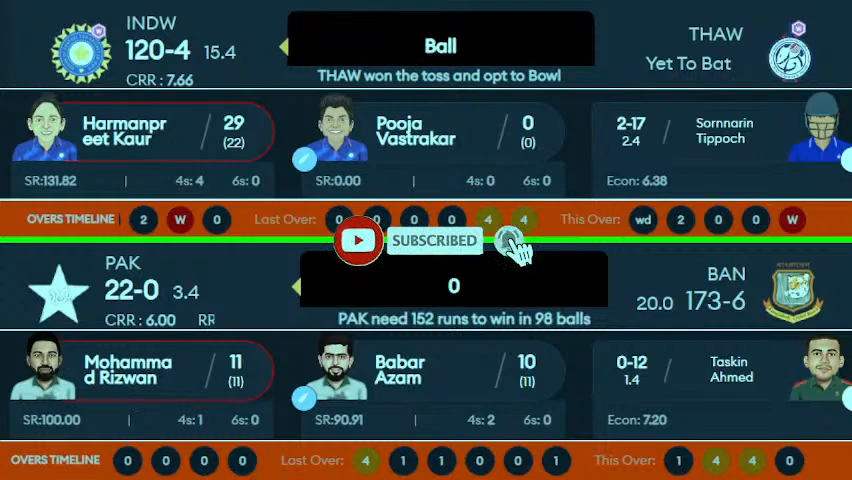 INDW
120-4 15.4
CRR : 7.66
Ball
THAW won the toss and opt to Bowl
THAW
Yet To Bat
Harmanpr
eet Kaur
29
(22)
Pooja
Vastrakar
0
(0)
2-17
2.4
Sornnarin
Tippoch
SR:131.82 | 4s: 4 6s: 0
SR:0.00 | 4s: 0 6s: 0
Econ: 6.38
OVERS TIMELINE 2 W 0 Last Over: 0 0 0 0 4 4 This Over: wd 2 0 0 W
SUBSCRIBED
PAK
22-0 3.4
CRR : 6.00 RR
0
PAK need 152 runs to win in 98 balls
BAN
20.0 173-6
Mohamma
d Rizwan
11
(11)
Babar
Azam
10
(11)
0-12
1.4
Taskin
Ahmed
SR:100.00 | 4s: 1 6s: 0
SR:90.91 | 4s: 2 6s: 0
Econ: 7.20
OVERS TIMELINE 0 0 0 0 Last Over: 4 1 1 0 0 1 This Over: 1 4 4 0